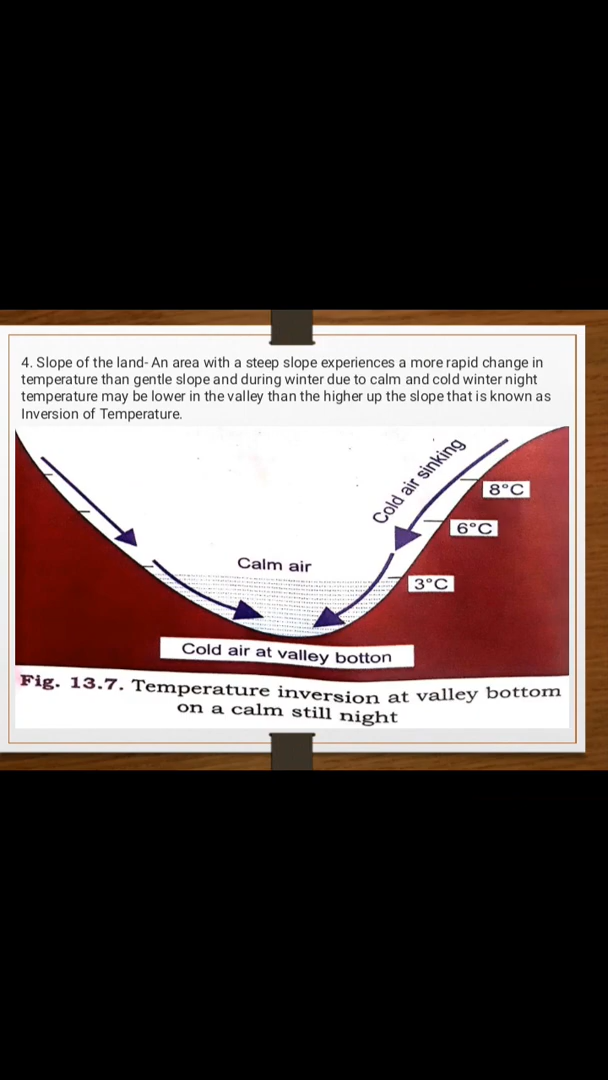 4. Slope of the land- An area with a steep slope experiences a more rapid change in
temperature than gentle slope and during winter due to calm and cold winter night
temperature may be lower in the valley than the higher up the slope that is known as
Inversion of Temperature.
Cold air sinking
8°C
6°C
Calm air
3°C
Cold air at valley botton
Fig. 13.7. Temperature inversion at valley bottom
on a calm still night